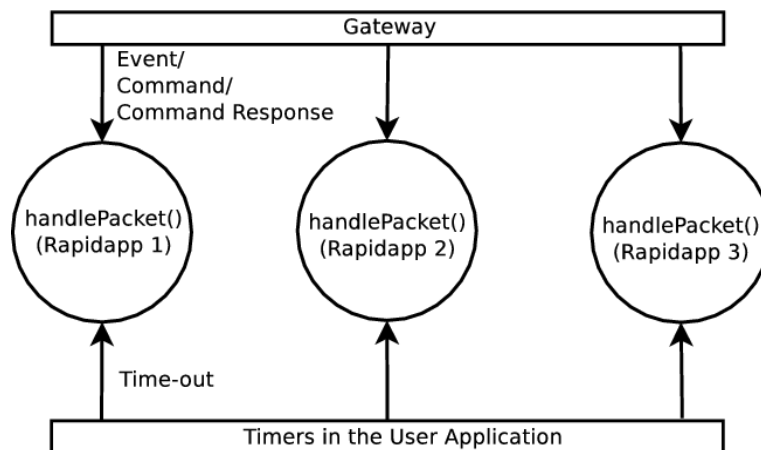 Gateway
Event/
Command/
Command Response
handlePacket()
(Rapidapp 1)
handlePacket()
(Rapidapp 2)
handlePacket()
(Rapidapp 3)
Time-out
Timers in the User Application